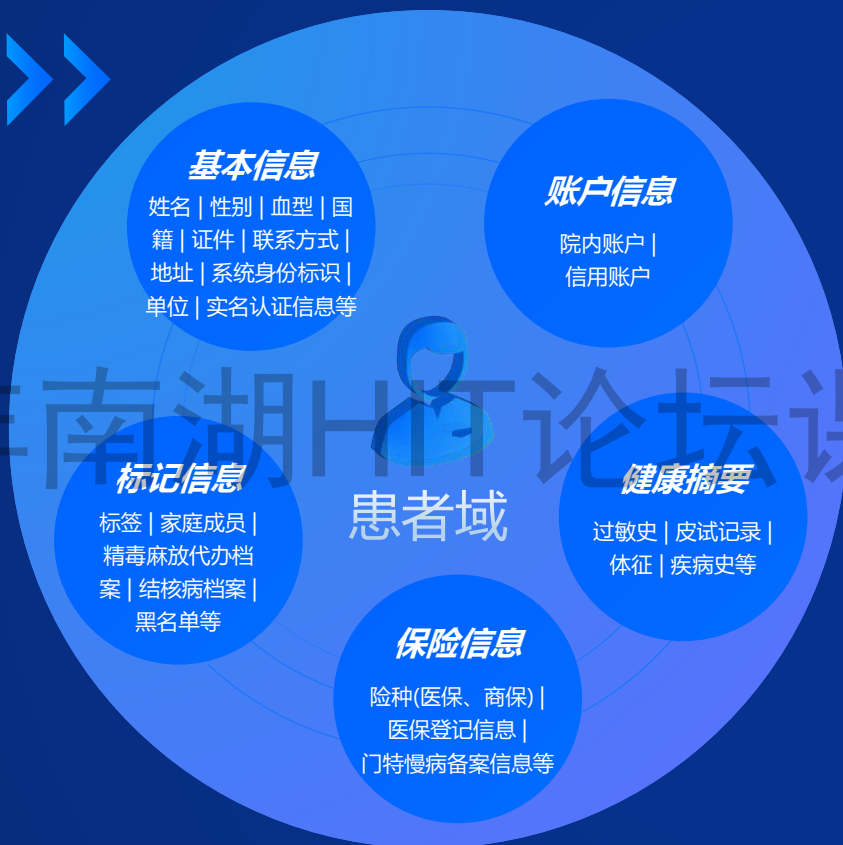 基本信息
姓名 | 性别 | 血型 | 国
籍 | 证件 | 联系方式 |
地址 | 系统身份标识 |
单位 | 实名认证信息等
账户信息
院内账户 |
信用账户
南湖HIT论坛
标记信息
标签 | 家庭成员 |
精毒麻放代办档
案 | 结核病档案 |
黑名单等
患者域
健康摘要
过敏史 | 皮试记录 |
体征 | 疾病史等
保险信息
险种(医保、商保) |
医保登记信息 |
门特慢病备案信息等